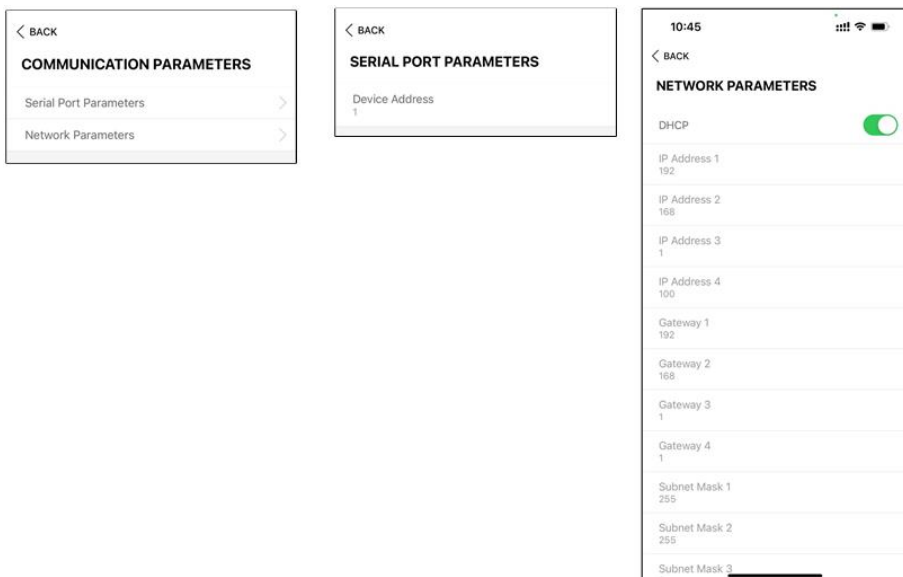 BACK
COMMUNICATION PARAMETERS
Serial Port Parameters
Network Parameters
BACK
SERIAL PORT PARAMETERS
Device Address
1
10:45
BACK
NETWORK PARAMETERS
DHCP
IP Address 1
192
IP Address 2
168
IP Address 3
1
IP Address 4
100
Gateway 1
192
Gateway 2
168
Gateway 3
1
Gateway 4
1
Subnet Mask 1
255
Subnet Mask 2
255
Subnet Mask 3